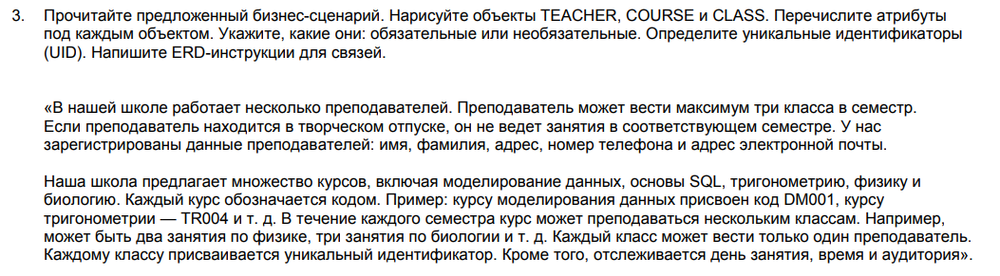 3. Прочитайте предложенный бизнес-сценарий. Нарисуйте объекты TEACHER, COURSE и CLASS. Перечислите атрибуты
под каждым объектом. Укажите, какие они: обязательные или необязательные. Определите уникальные идентификаторы
(UID). Напишите ERD-инструкции для связей.
«В нашей школе работает несколько преподавателей. Преподаватель может вести максимум три класса в семестр.
Если преподаватель находится в творческом отпуске, он не ведет занятия в соответствующем семестре. У нас
зарегистрированы данные преподавателей: имя, фамилия, адрес, номер телефона и адрес электронной почты.
Наша школа предлагает множество курсов, включая моделирование данных, основы SQL, тригонометрию, физику и
биологию. Каждый курс обозначается кодом. Пример: курсу моделирования данных присвоен код DM001, курсу
тригонометрии — TR004 и т. д. В течение каждого семестра курс может преподаваться нескольким классам. Например,
может быть два занятия по физике, три занятия по биологии и т. д. Каждый класс может вести только один преподаватель.
Каждому классу присваивается уникальный идентификатор. Кроме того, отслеживается день занятия, время и аудитория».